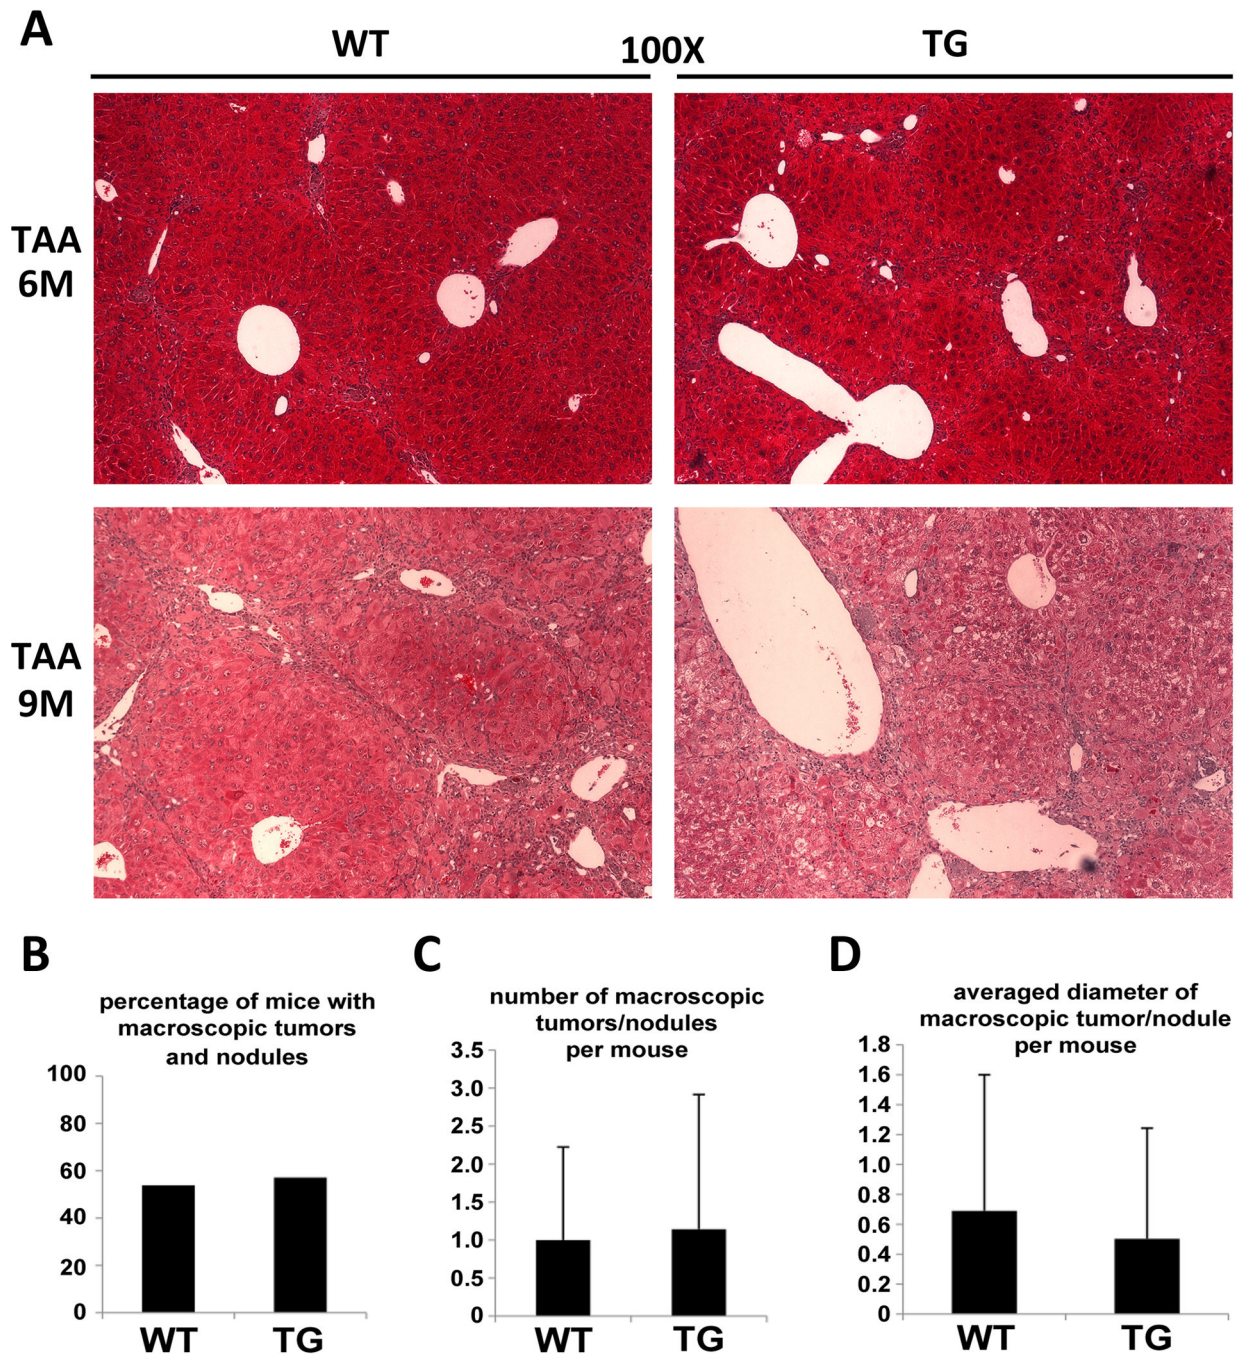 A
WT
100X
TG
TAA
6M
TAA
9M
B
percentage of mice with
macroscopic tumors
and nodules
100
80
60
40
20
0
WT
TG
C
number of macroscopic
tumors/nodules
per mouse
3.5
3.0
2.5
2.0
1.5
1.0
0.5
0
WT
TG
D
averaged diameter of
macroscopic tumor/nodule
per mouse
1.8
1.6
1.4
1.2
1.0
0.8
0.6
0.4
0.2
0
WT
TG